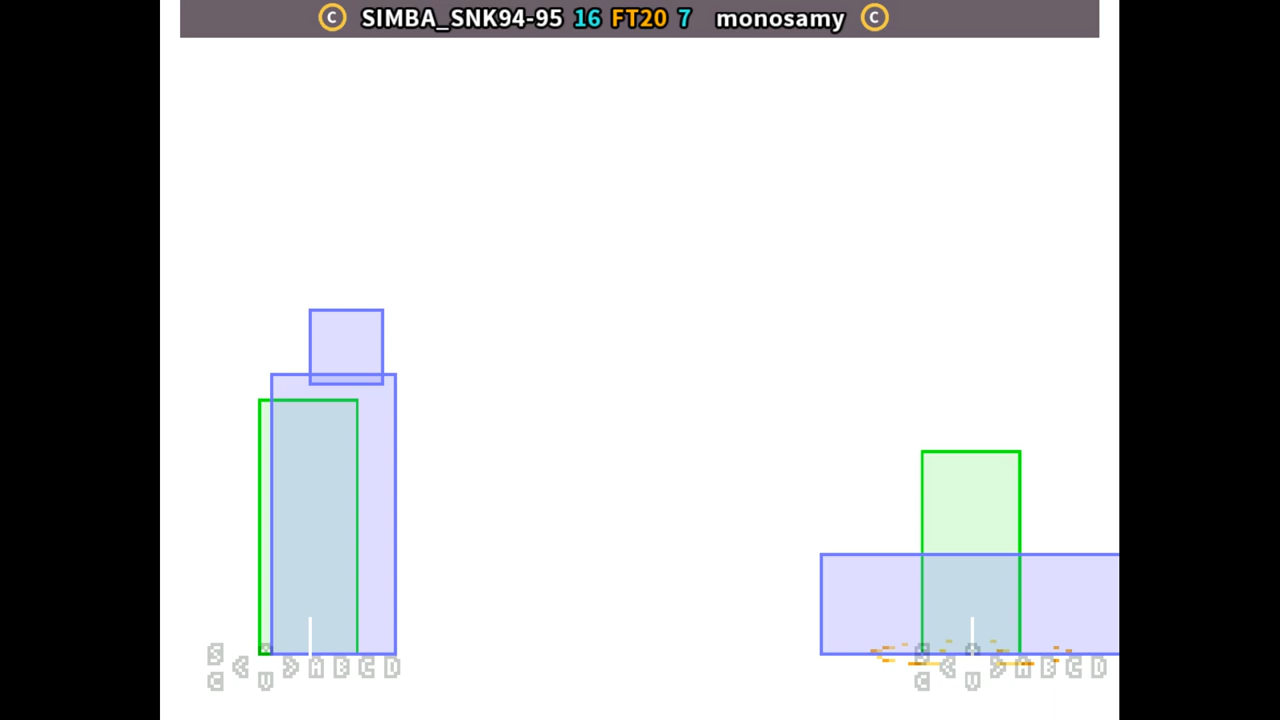 C SIMBA_SNK94-95 16 FT20 7 monosamy C
S < > A B C D
C V
S ^ < > A B C D
C V